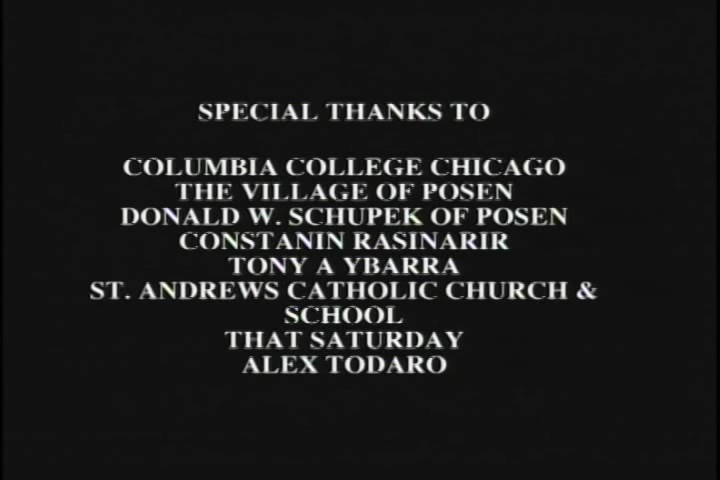 SPECIAL THANKS TO
COLUMBIA COLLEGE CHICAGO
THE VILLAGE OF POSEN
DONALD W. SCHUPEK OF POSEN
CONSTANIN RASINARIR
TONY A YBARRA
ST. ANDREWS CATHOLIC CHURCH &
SCHOOL
THAT SATURDAY
ALEX TODARO